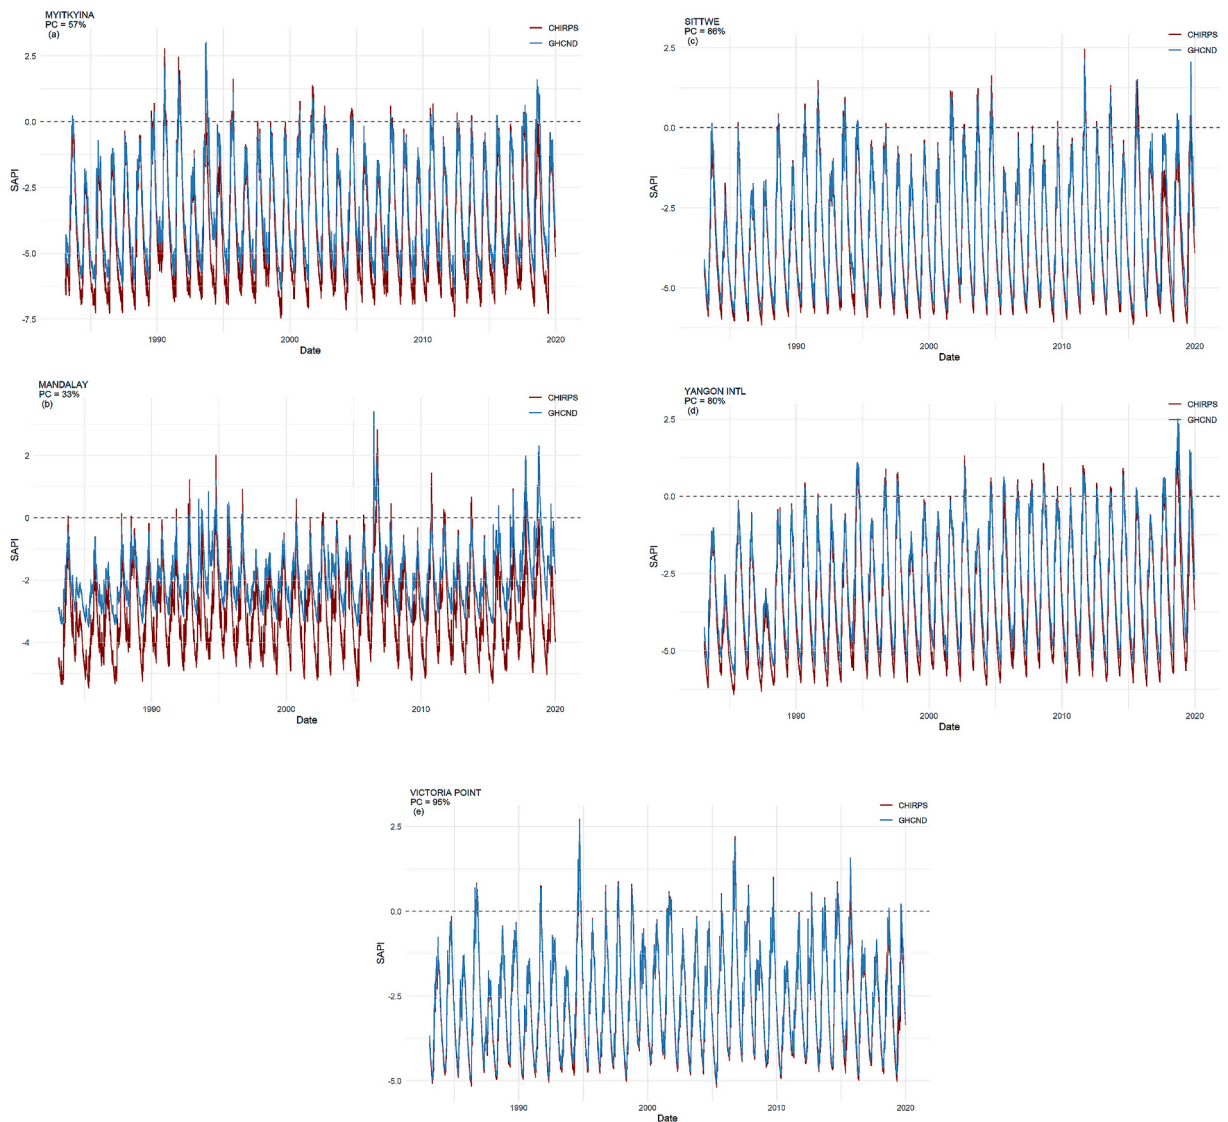 MYITKYINA
PC = 57%
(a)
CHIRPS
GHCND
2.5
0.0
-2.5
-5.0
-7.5
SAPI
1990
2000
2010
2020
Date
SITTWE
PC = 86%
(c)
CHIRPS
GHCND
2.5
0.0
-2.5
-5.0
SAPI
1990
2000
2010
2020
Date
MANDALAY
PC = 33%
(b)
CHIRPS
GHCND
2
0
-2
-4
SAPI
1990
2000
2010
2020
Date
YANGON INTL
PC = 80%
(d)
CHIRPS
GHCND
2.5
0.0
-2.5
-5.0
SAPI
1990
2000
2010
2020
Date
VICTORIA POINT
PC = 95%
(e)
CHIRPS
GHCND
2.5
0.0
-2.5
-5.0
SAPI
1990
2000
2010
2020
Date